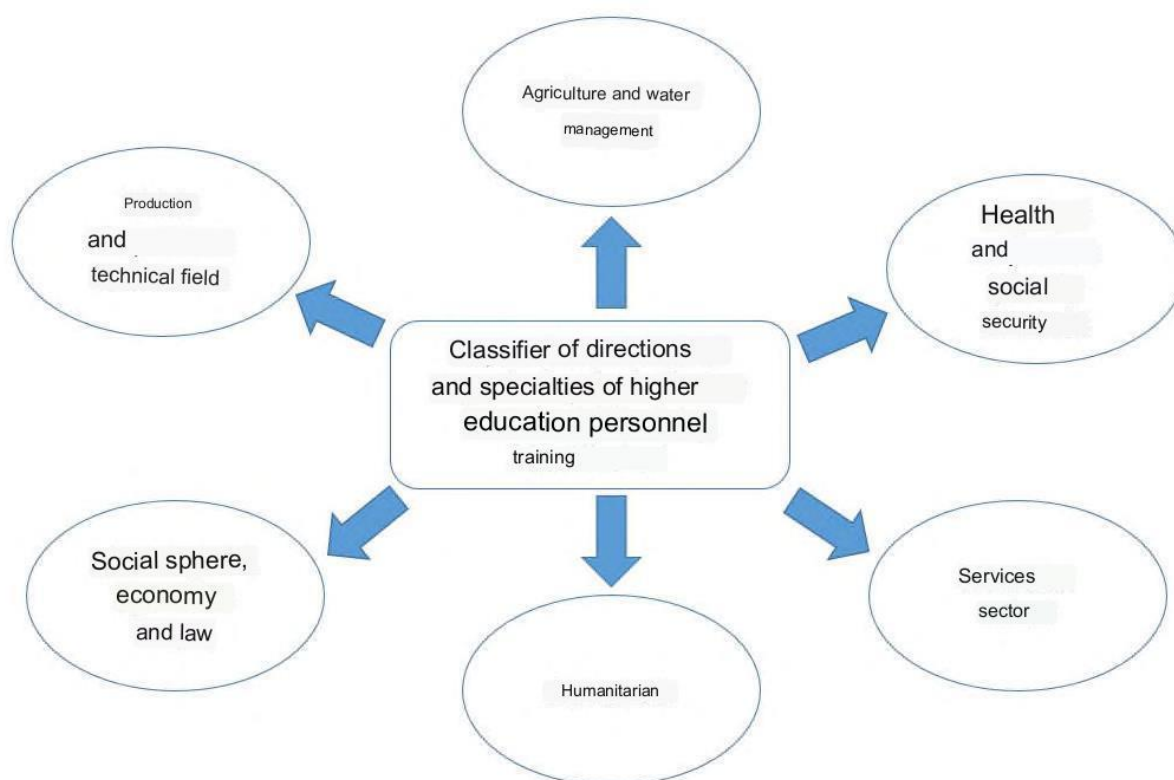 Agriculture and water
management
Production
and
technical field
Health
and
social
security
Classifier of directions
and specialties of higher
education personnel
training
Social sphere,
economy
and law
Services
sector
Humanitarian